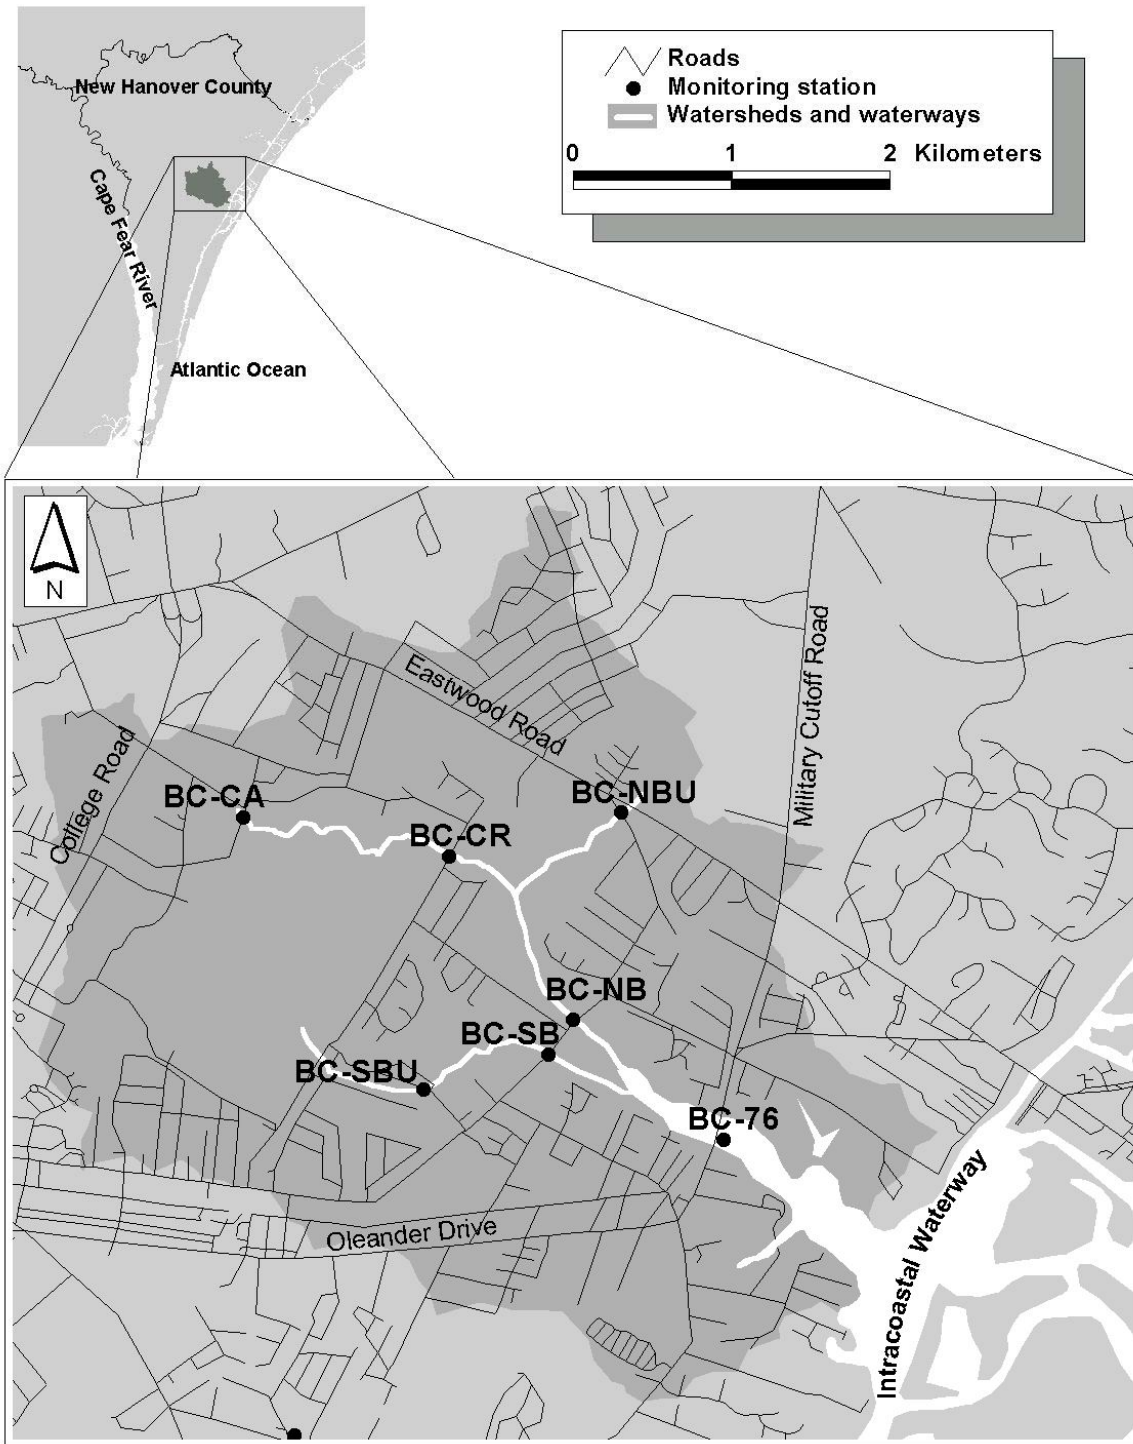 New Hanover County
Cape Fear River
Atlantic Ocean
Roads
Monitoring station
Watersheds and waterways
0 1 2 Kilometers
N
Eastwood Road
Military Cutoff Road
College Road
BC-CA
BC-NBU
BC-CR
BC-NB
BC-SB
BC-SBU
BC-76
Oleander Drive
Intracoastal Waterway